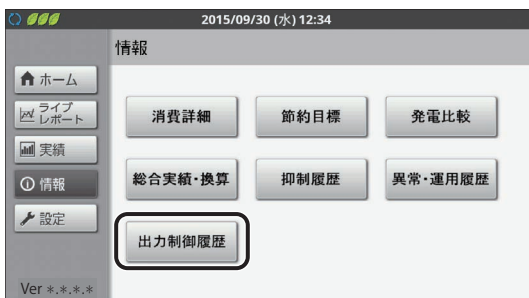 2015/09/30 (水) 12:34
情報
ホーム
ライブ
レポート
実績
情報
設定
消費詳細
節約目標
発電比較
総合実績・換算
抑制履歴
異常・運用履歴
出力制御履歴
Ver *.*.*.*